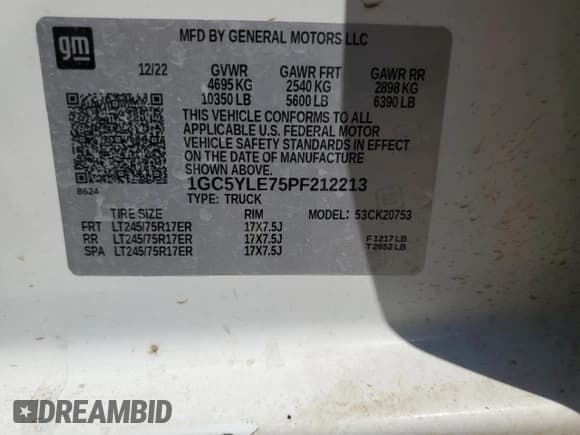 gm
MFD BY GENERAL MOTORS LLC
12/22 GVWR GAWR FRT GAWR RR
4695 KG 2540 KG 2898 KG
10350 LB 5600 LB 6390 LB
THIS VEHICLE CONFORMS TO ALL
APPLICABLE U.S. FEDERAL MOTOR
VEHICLE SAFETY STANDARDS IN EFFECT
ON THE DATE OF MANUFACTURE
SHOWN ABOVE.
B624
1GC5YLE75PF212213
TYPE: TRUCK
TIRE SIZE RIM MODEL: 53CK20753
FRT LT245/75R17ER 17X7.5J
RR LT245/75R17ER 17X7.5J F 1217 LB
SPA LT245/75R17ER 17X7.5J T 2652 LB
DREAMBID